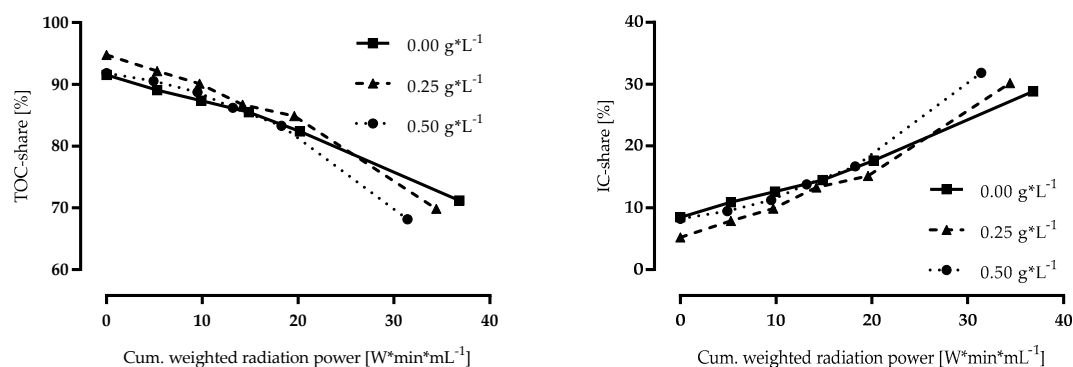 TOC-share [%]
100
90
80
70
60
0.00 g*L-1
0.25 g*L-1
0.50 g*L-1
0 10 20 30 40
Cum. weighted radiation power [W*min*mL-1]
IC-share [%]
40
30
20
10
0
0.00 g*L-1
0.25 g*L-1
0.50 g*L-1
0 10 20 30 40
Cum. weighted radiation power [W*min*mL-1]